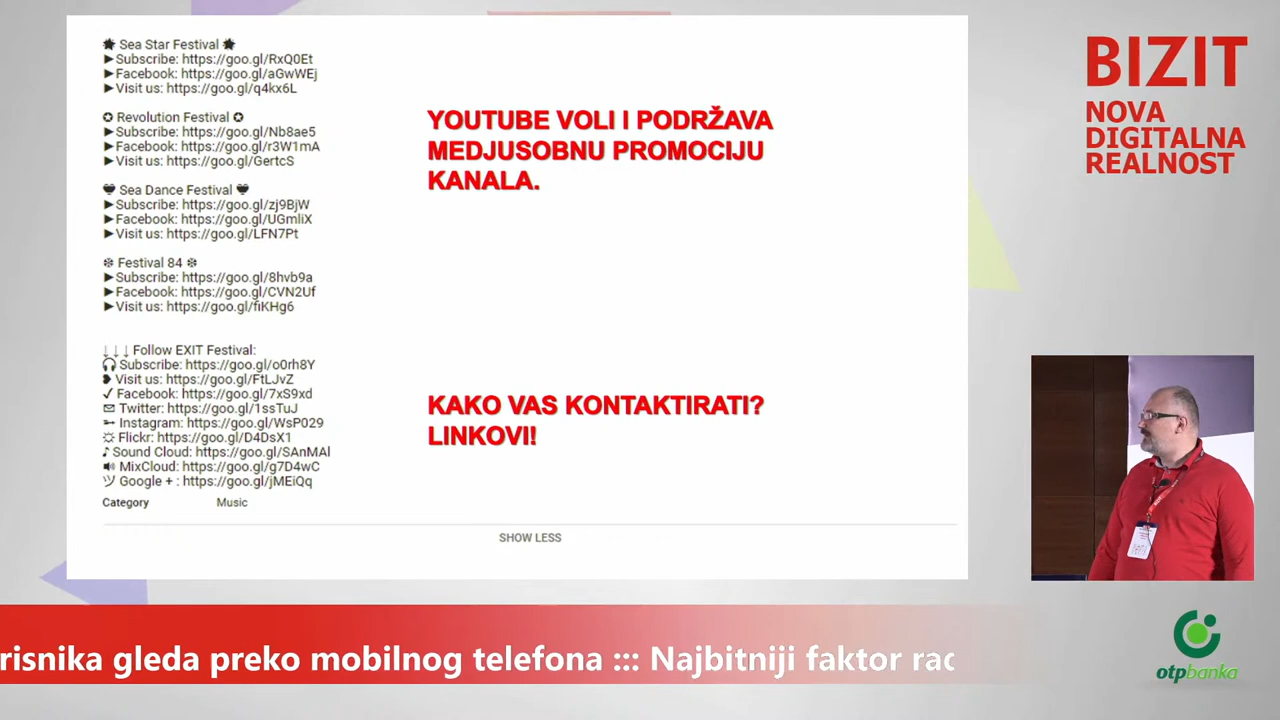 Sea Star Festival
►Subscribe: https://goo.gl/RxQ0Et
►Facebook: https://goo.gl/aGwWEj
►Visit us: https://goo.gl/q4kx6L
✪ Revolution Festival ✪
►Subscribe: https://goo.gl/Nb8ae5
►Facebook: https://goo.gl/r3W1mA
►Visit us: https://goo.gl/GertcS
Sea Dance Festival
►Subscribe: https://goo.gl/zj9BjW
►Facebook: https://goo.gl/UGmliX
►Visit us: https://goo.gl/LFN7Pt
❄ Festival 84 ❄
►Subscribe: https://goo.gl/8hvb9a
►Facebook: https://goo.gl/CVN2Uf
►Visit us: https://goo.gl/fiKHg6
↓↓↓ Follow EXIT Festival:
Subscribe: https://goo.gl/o0rh8Y
Visit us: https://goo.gl/FtLJvZ
✓ Facebook: https://goo.gl/7xS9xd
✉ Twitter: https://goo.gl/1ssTuJ
Instagram: https://goo.gl/WsP029
Flickr: https://goo.gl/D4DsX1
♪ Sound Cloud: https://goo.gl/SAnMAl
MixCloud: https://goo.gl/g7D4wC
ツ Google + : https://goo.gl/jMEiQq
Category Music
SHOW LESS
YOUTUBE VOLI I PODRŽAVA
MEDJUSOBNU PROMOCIJU
KANALA.
KAKO VAS KONTAKTIRATI?
LINKOVI!
BIZIT
NOVA
DIGITALNA
REALNOST
risnika gleda preko mobilnog telefona ::: Najbitniji faktor rac
otpbanka